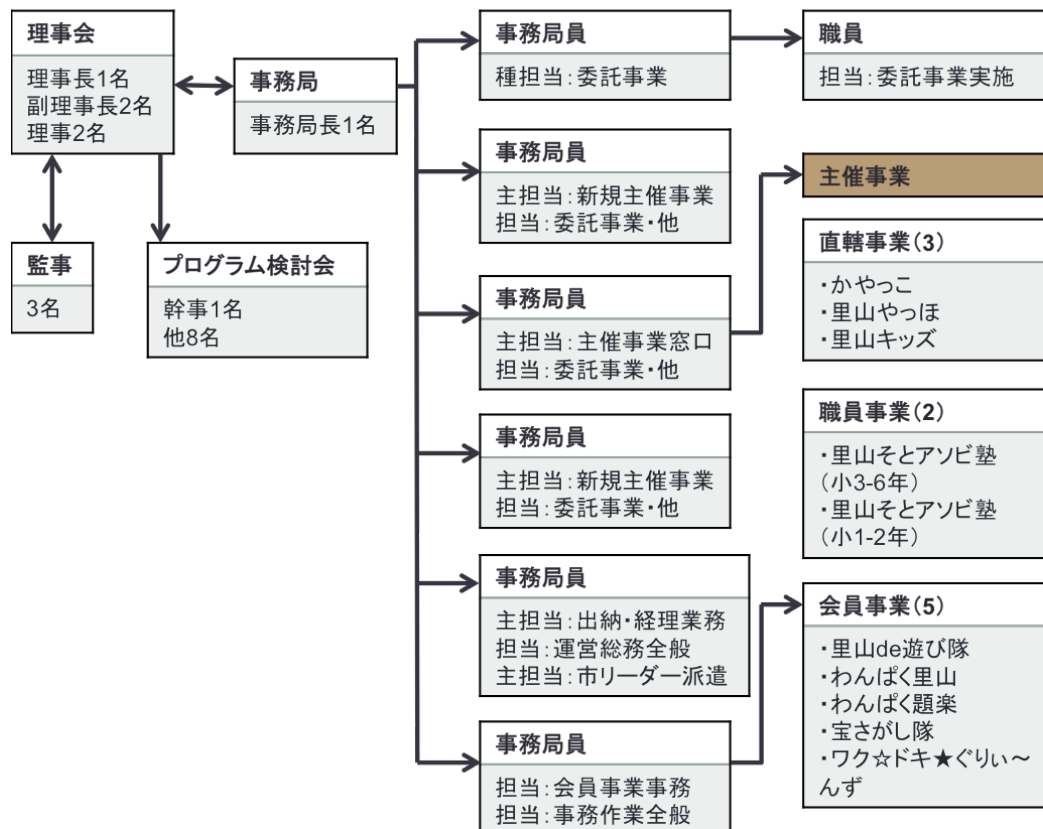 理事会
理事長1名
副理事長2名
理事2名
監事
3名
プログラム検討会
幹事1名
他8名
事務局
事務局長1名
事務局員
種担当：委託事業
事務局員
主担当：新規主催事業
担当：委託事業・他
事務局員
主担当：主催事業窓口
担当：委託事業・他
事務局員
主担当：新規主催事業
担当：委託事業・他
事務局員
主担当：出納・経理業務
担当：運営総務全般
主担当：市リーダー派遣
事務局員
担当：会員事業事務
担当：事務作業全般
職員
担当：委託事業実施
主催事業
直轄事業（3）
・かやっこ
・里山やっほ
・里山キッズ
職員事業（2）
・里山そとアソビ塾
（小3-6年）
・里山そとアソビ塾
（小1-2年）
会員事業（5）
・里山de遊び隊
・わんぱく里山
・わんぱく題楽
・宝さがし隊
・ワク☆ドキ★ぐりぃ～
んず